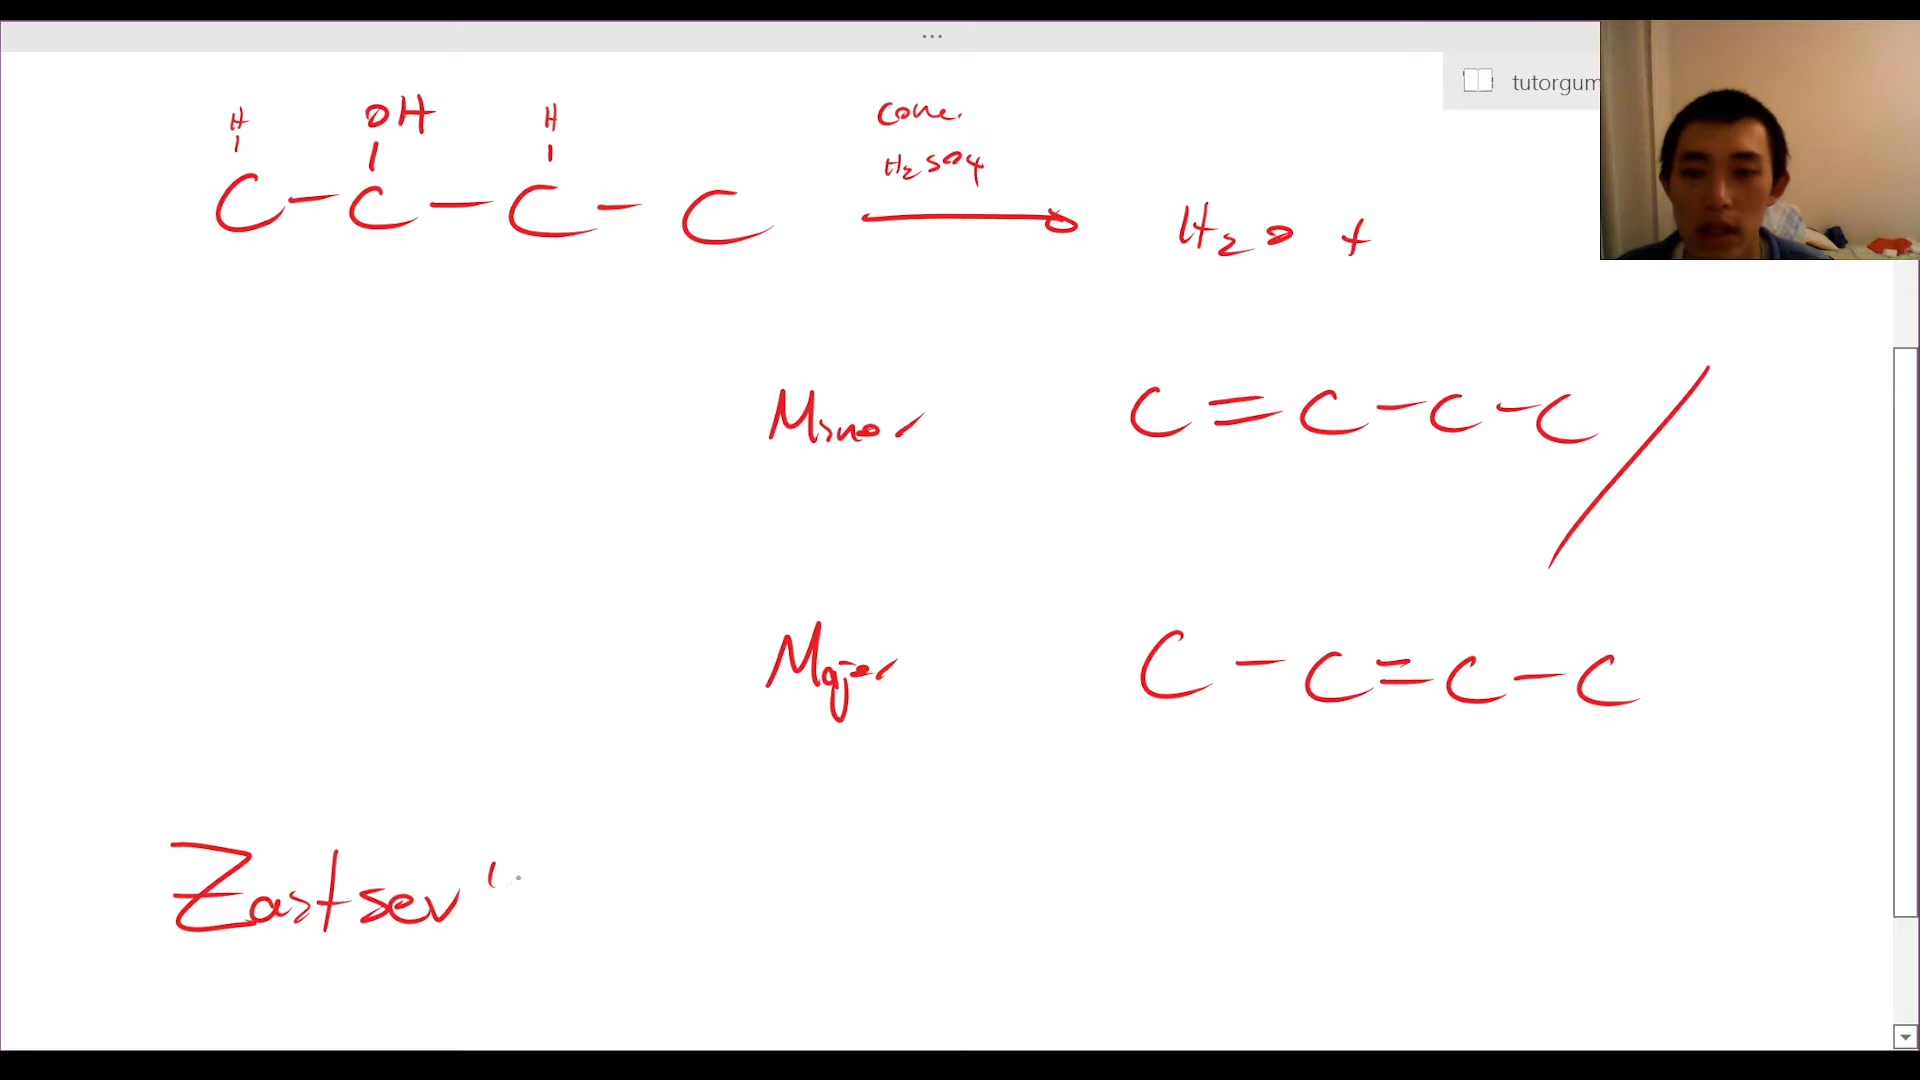 tutorgum
H OH H conc.
H2SO4
C - C - C - C → H2O +
Minor C = C - C - C /
Major C - C = C - C
Zaitsev '